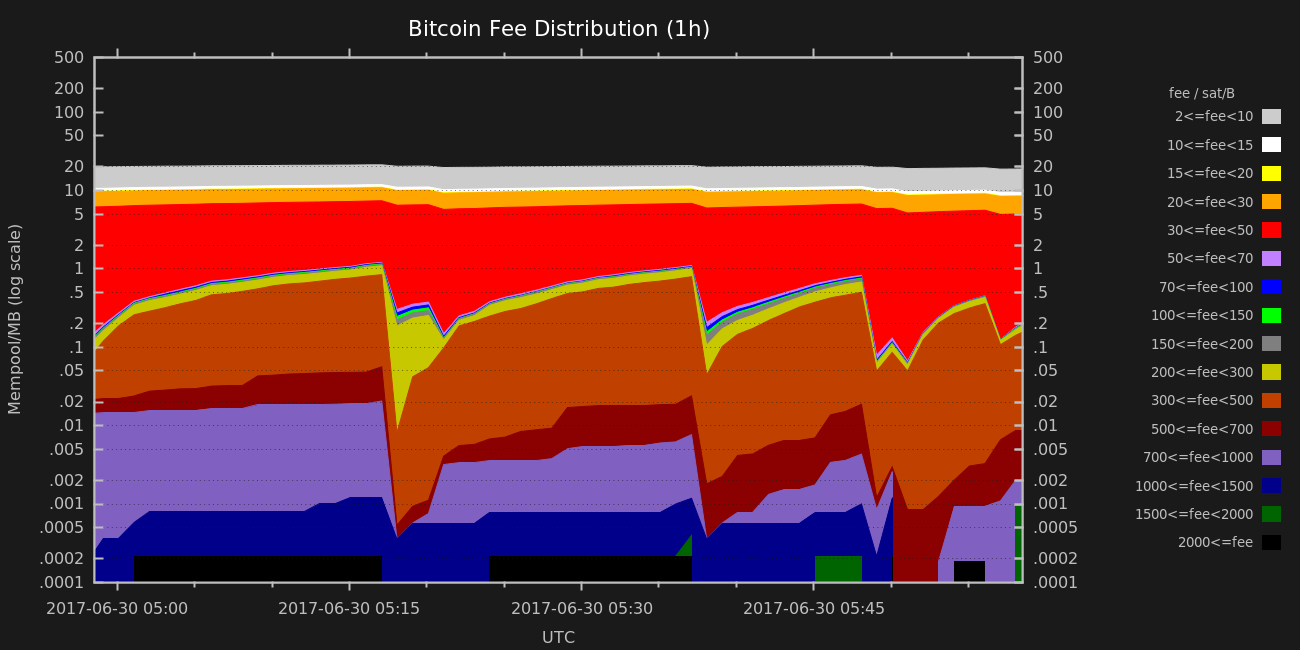 Bitcoin Fee Distribution (1h)
500 500
200 200
100 100
50 50
20 20
10 10
5 5
2 2
1 1
.5 .5
.2 .2
.1 .1
.05 .05
.02 .02
.01 .01
.005 .005
.002 .002
.001 .001
.0005 .0005
.0002 .0002
.0001 .0001
Mempool/MB (log scale)
2017-06-30 05:00 2017-06-30 05:15 2017-06-30 05:30 2017-06-30 05:45
UTC
fee / sat/B
2<=fee<10
10<=fee<15
15<=fee<20
20<=fee<30
30<=fee<50
50<=fee<70
70<=fee<100
100<=fee<150
150<=fee<200
200<=fee<300
300<=fee<500
500<=fee<700
700<=fee<1000
1000<=fee<1500
1500<=fee<2000
2000<=fee